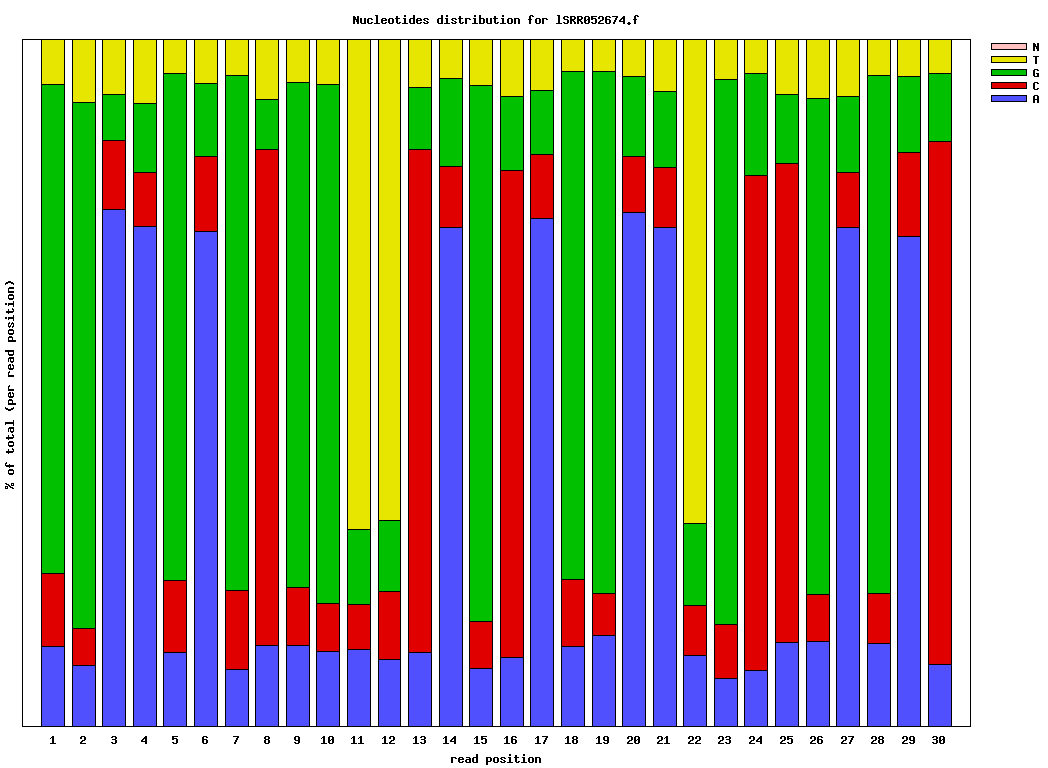 Nucleotides distribution for lSRR052674.f
N
T
G
C
A
% of total (per read position)
1 2 3 4 5 6 7 8 9 10 11 12 13 14 15 16 17 18 19 20 21 22 23 24 25 26 27 28 29 30
read position